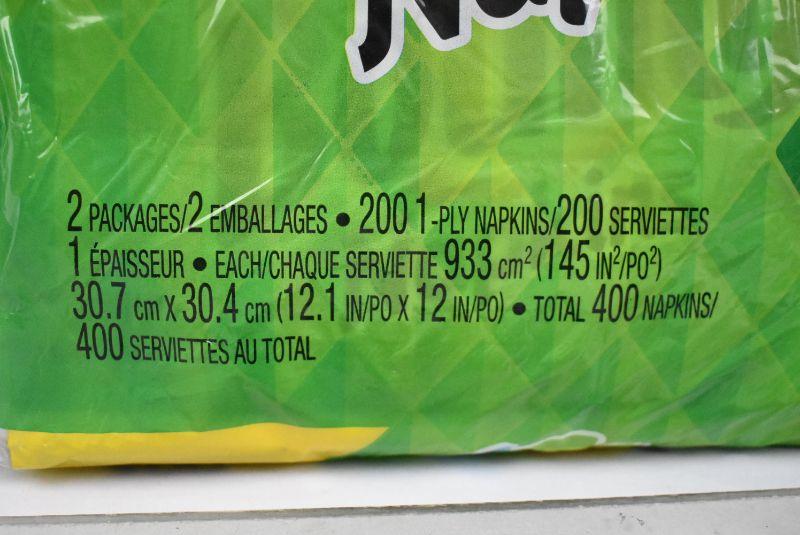 2 PACKAGES/2 EMBALLAGES • 200 1-PLY NAPKINS/200 SERVIETTES
1 ÉPAISSEUR • EACH/CHAQUE SERVIETTE 933 cm² (145 IN²/PO²)
30.7 cm X 30.4 cm (12.1 IN/PO X 12 IN/PO) • TOTAL 400 NAPKINS/
400 SERVIETTES AU TOTAL